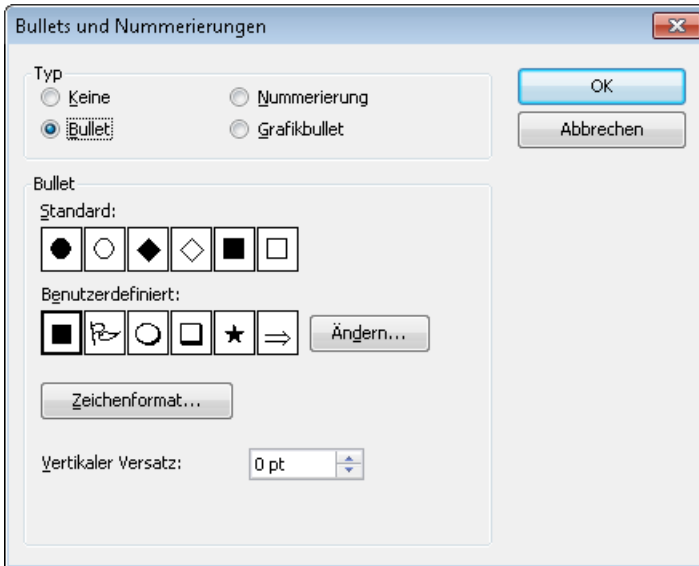 Bullets und Nummerierungen
Typ
Keine
Nummerierung
Bullet
Grafikbullet
OK
Abbrechen
Bullet
Standard:
Benutzerdefiniert:
Ändern...
Zeichenformat...
Vertikaler Versatz:
0 pt